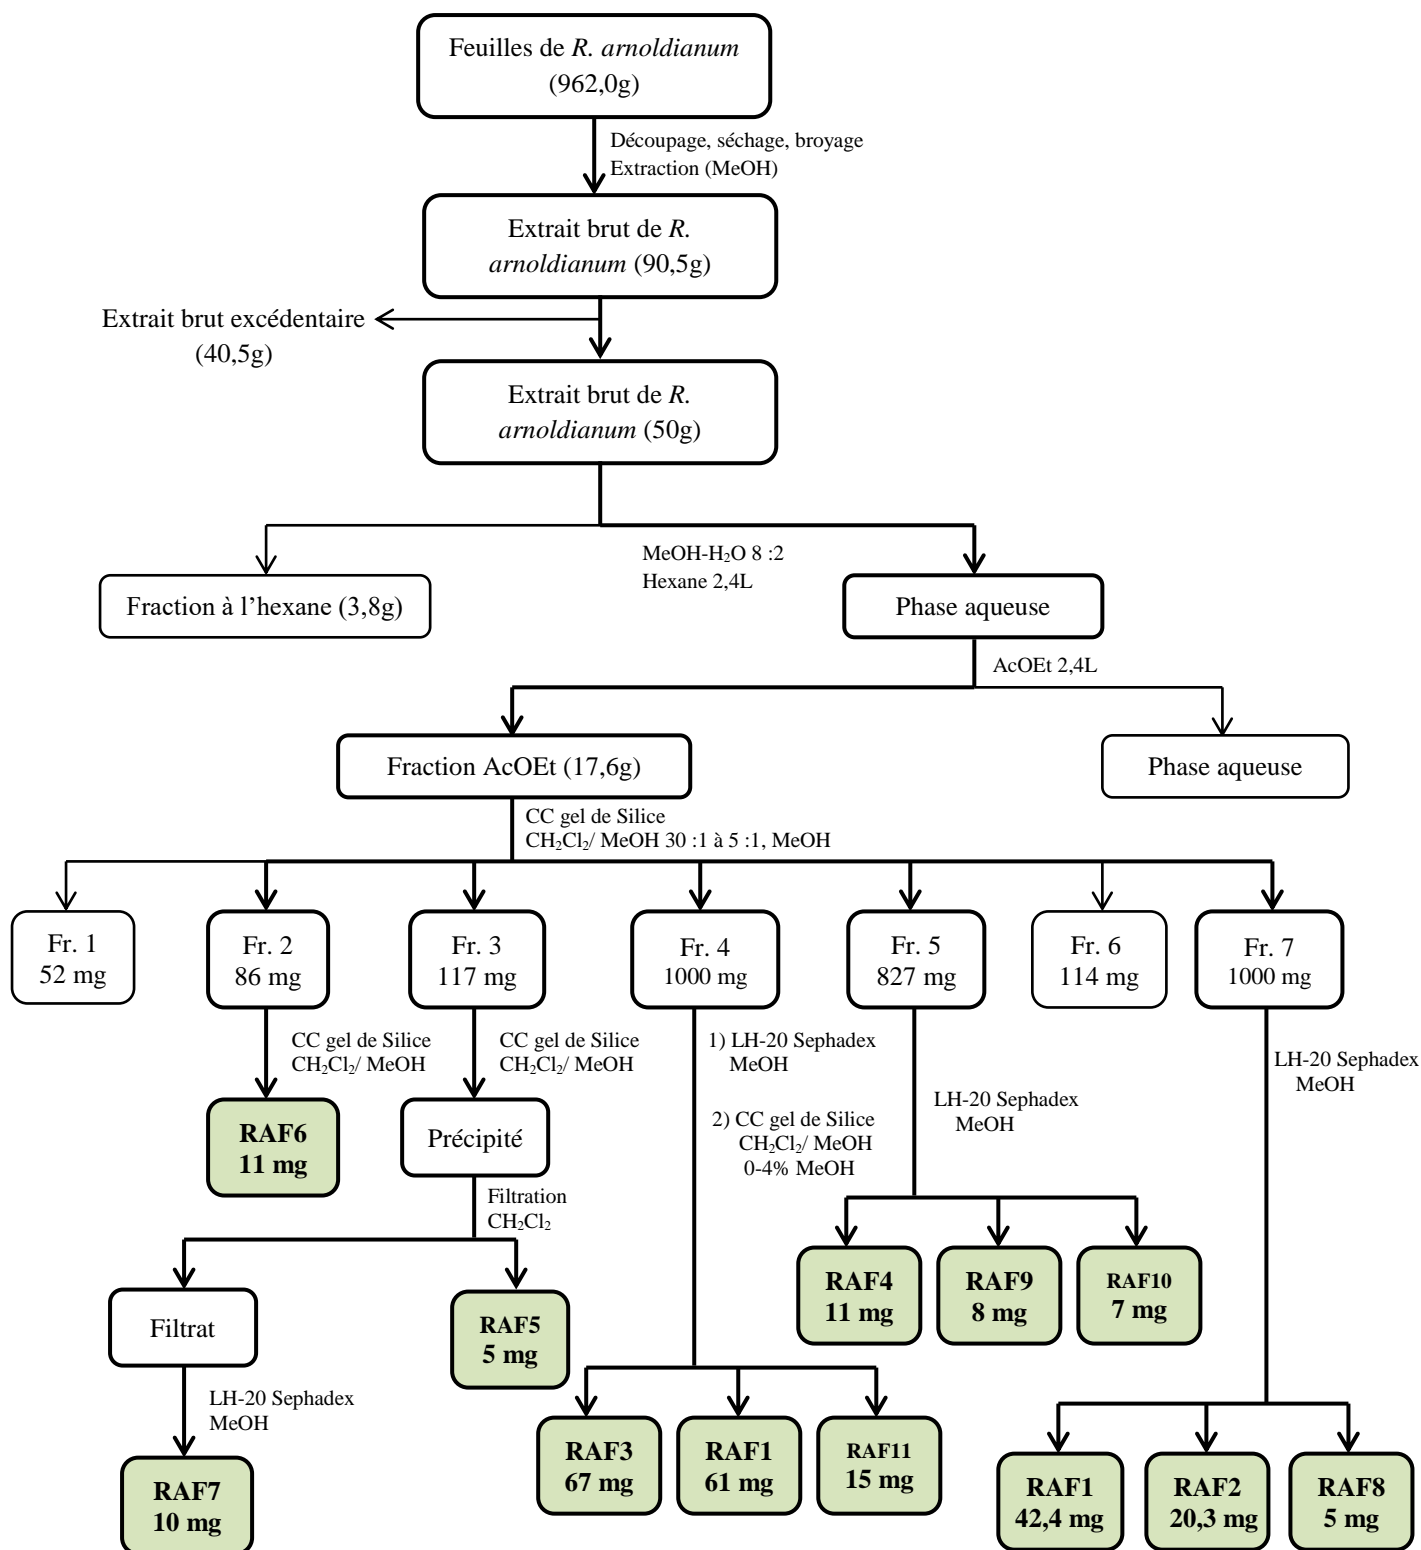 Feuilles de R. arnoldianum
(962,0g)
Découpage, séchage, broyage
Extraction (MeOH)
Extrait brut de R.
arnoldianum (90,5g)
Extrait brut excédentaire
(40,5g)
Extrait brut de R.
arnoldianum (50g)
MeOH-H₂O 8 :2
Hexane 2,4L
Fraction à l’hexane (3,8g)
Phase aqueuse
AcOEt 2,4L
Fraction AcOEt (17,6g)
Phase aqueuse
CC gel de Silice
CH₂Cl₂/ MeOH 30 :1 à 5 :1, MeOH
Fr. 1
52 mg
Fr. 2
86 mg
Fr. 3
117 mg
Fr. 4
1000 mg
Fr. 5
827 mg
Fr. 6
114 mg
Fr. 7
1000 mg
CC gel de Silice
CH₂Cl₂/ MeOH
CC gel de Silice
CH₂Cl₂/ MeOH
1) LH-20 Sephadex
MeOH
2) CC gel de Silice
CH₂Cl₂/ MeOH
0-4% MeOH
LH-20 Sephadex
MeOH
LH-20 Sephadex
MeOH
RAF6
11 mg
Précipité
Filtration
CH₂Cl₂
Filtrat
RAF5
5 mg
RAF4
11 mg
RAF9
8 mg
RAF10
7 mg
LH-20 Sephadex
MeOH
RAF7
10 mg
RAF3
67 mg
RAF1
61 mg
RAF11
15 mg
RAF1
42,4 mg
RAF2
20,3 mg
RAF8
5 mg